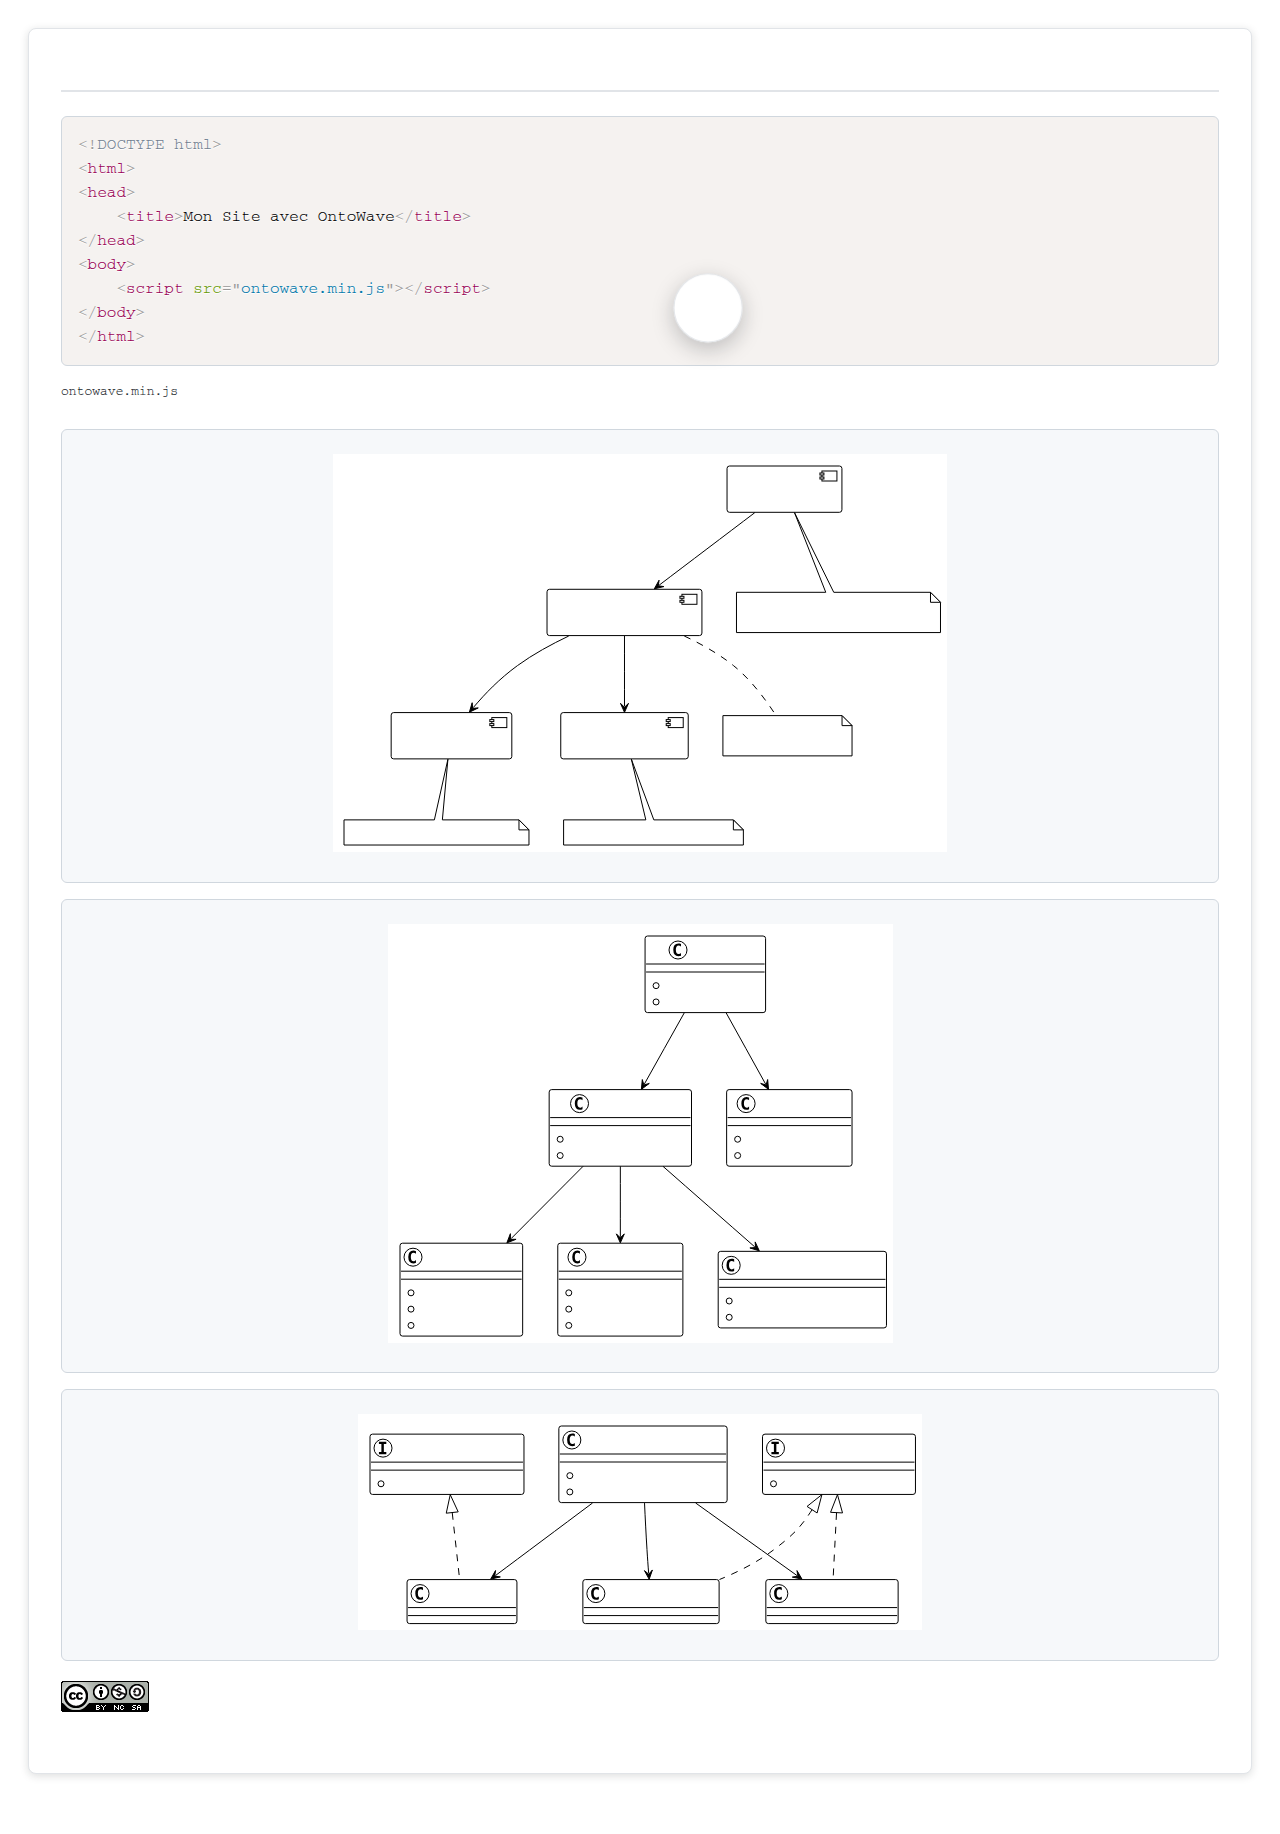 <!DOCTYPE html>
<html>
<head>
    <title>Mon Site avec OntoWave</title>
</head>
<body>
    <script src="ontowave.min.js"></script>
</body>
</html>
ontowave.min.js
C
C
C
C
C
C
I
C
I
C
C
C
cc
BY NC SA